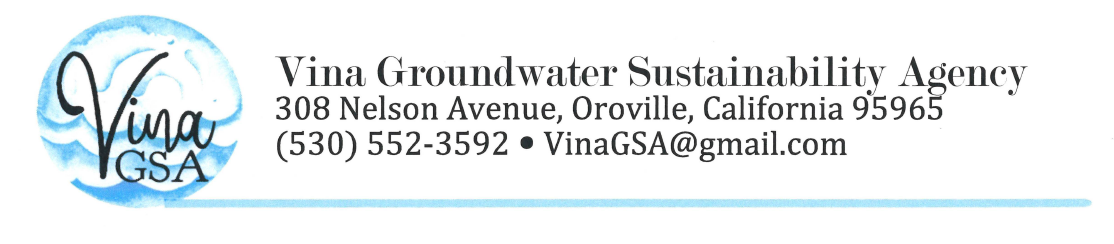 Vina
GSA
Vina Groundwater Sustainability Agency
308 Nelson Avenue, Oroville, California 95965
(530) 552-3592 • VinaGSA@gmail.com